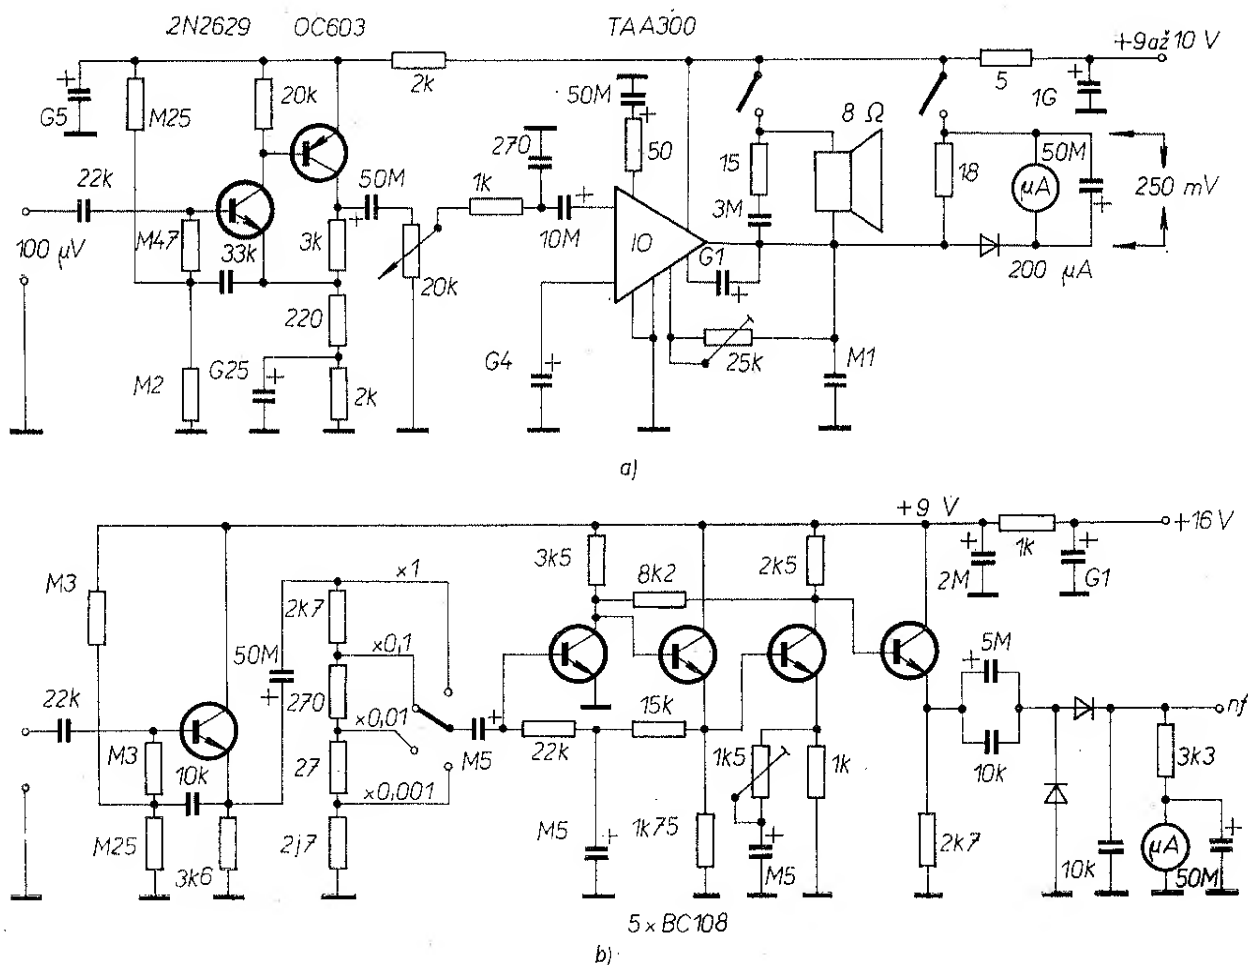 2N2629 OC603 TAA300
+9až10 V
G5
M25
20k
2k
50M
50
270
15
8 Ω
5
1G
18
50M
µA
250 mV
22k
50M
1k
10M
3M
100 µV
M47
33k
3k
20k
IO
G1
200 µA
220
M2
G25
2k
G4
25k
M1
a)
+9 V
+16V
M3
×1
3k5
8k2
2k5
2M
1k
G1
2k7
50M
×0,1
22k
270
×0,01
M5
22k
15k
1k5
1k
5M
10k
nf
M3
10k
27
×0,001
3k3
M25
3k6
2j7
M5
1k75
M5
2k7
10k
µA
50M
5×BC108
b)